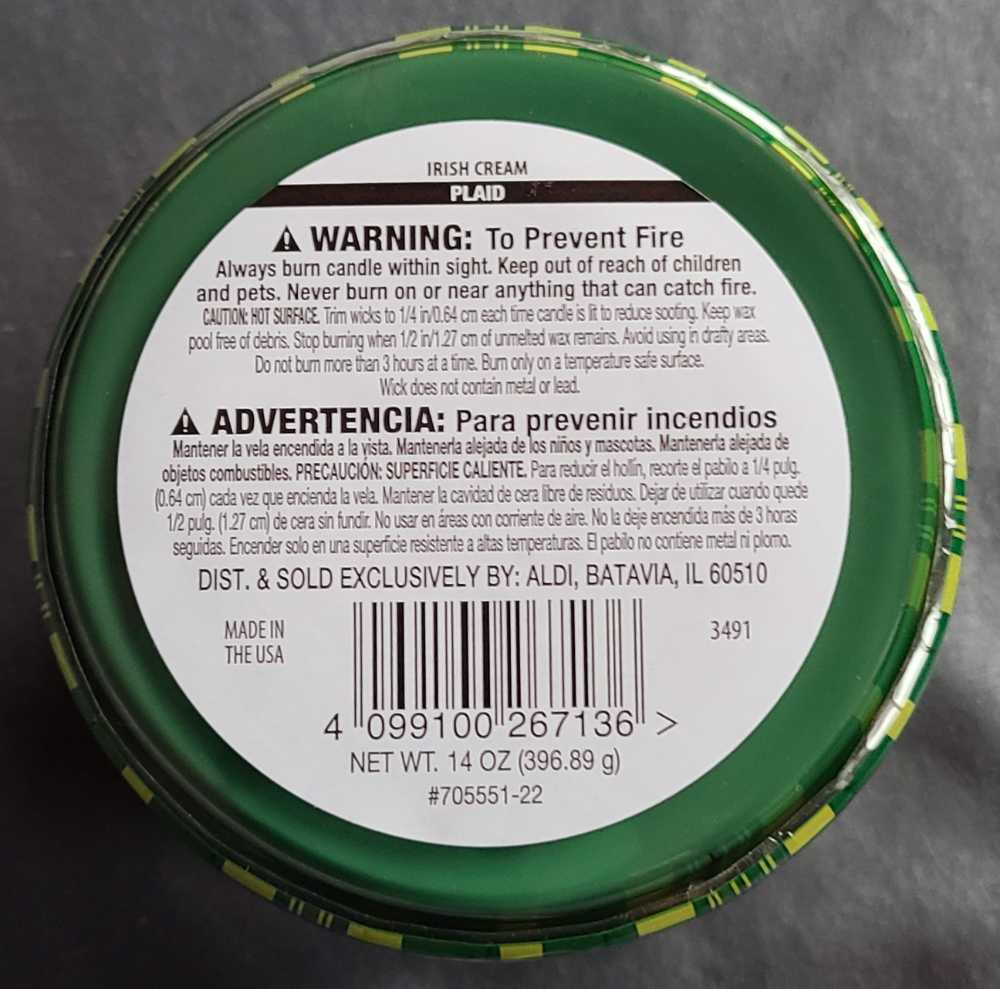 IRISH CREAM
PLAID
WARNING: To Prevent Fire
Always burn candle within sight. Keep out of reach of children
and pets. Never burn on or near anything that can catch fire.
CAUTION: HOT SURFACE. Trim wicks to 1/4 in/0.64 cm each time candle is lit to reduce sooting. Keep wax
pool free of debris. Stop burning when 1/2 in/1.27 cm of unmelted wax remains. Avoid using in drafty areas.
Do not burn more than 3 hours at a time. Burn only on a temperature safe surface.
Wick does not contain metal or lead.
ADVERTENCIA: Para prevenir incendios
Mantener la vela encendida a la vista. Mantenerla alejada de los niños y mascotas. Mantenerla alejada de
objetos combustibles. PRECAUCIÓN: SUPERFICIE CALIENTE. Para reducir el hollín, recorte el pabilo a 1/4 pulg.
(0.64 cm) cada vez que encienda la vela. Mantener la cavidad de cera libre de residuos. Dejar de utilizar cuando quede
1/2 pulg. (1.27 cm) de cera sin fundir. No usar en áreas con corriente de aire. No la deje encendida más de 3 horas
seguidas. Encender solo en una superficie resistente a altas temperaturas. El pabilo no contiene metal ni plomo.
DIST. & SOLD EXCLUSIVELY BY: ALDI, BATAVIA, IL 60510
MADE IN
THE USA
3491
4 099100 267136 >
NET WT. 14 OZ (396.89 g)
#705551-22